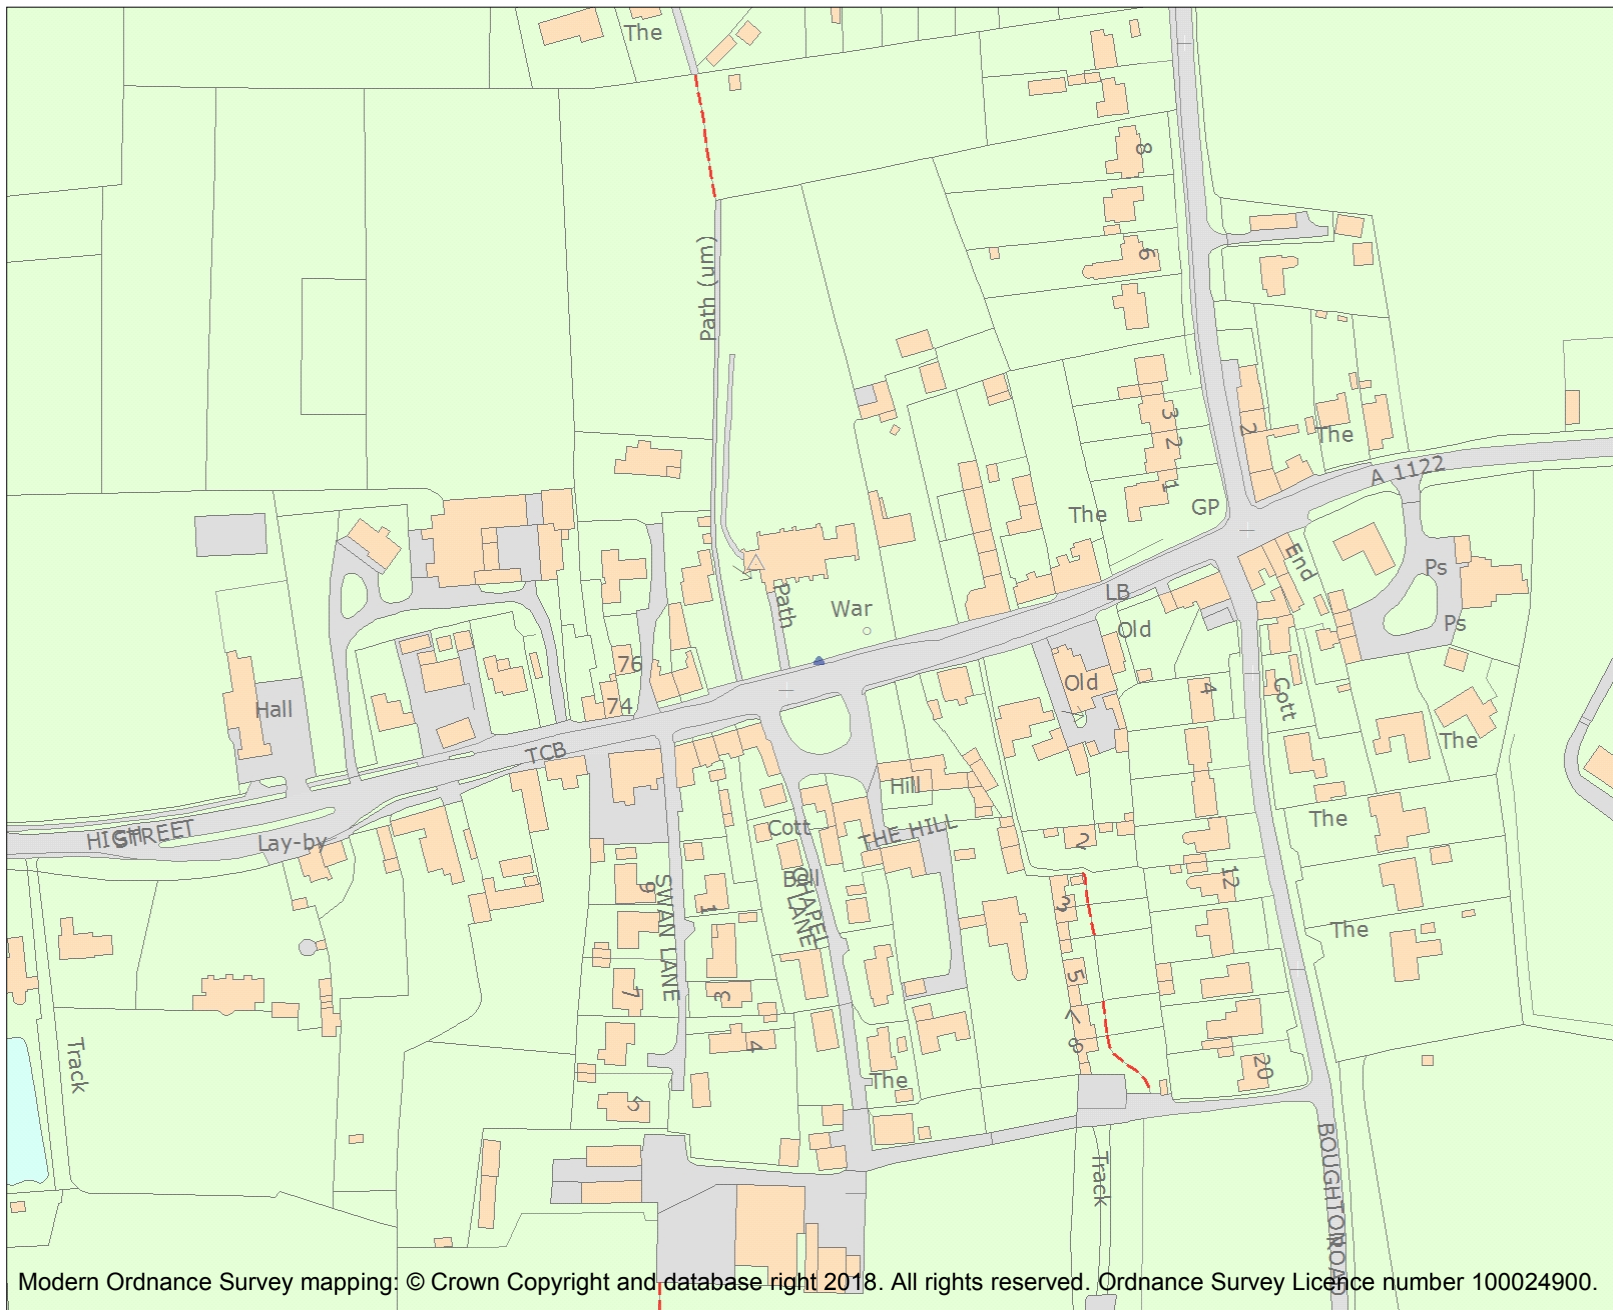 The
8
Path (um)
6
3
2
The
2
1
A 1122
GP
The
End
Ps
LB
Path
War
Old
Ps
76
Old
4
Hall
74
Cott
The
TCB
Hill
HIGH
STREET
Lay-by
Cott
THE HILL
2
The
Bell
9
SWAN LANE
1
CHAPEL
LANE
12
3
The
5
7
3
7
8
4
Track
The
20
5
BOUGHTON
ROAD
Track
Modern Ordnance Survey mapping: © Crown Copyright and database right 2018. All rights reserved. Ordnance Survey Licence number 100024900.